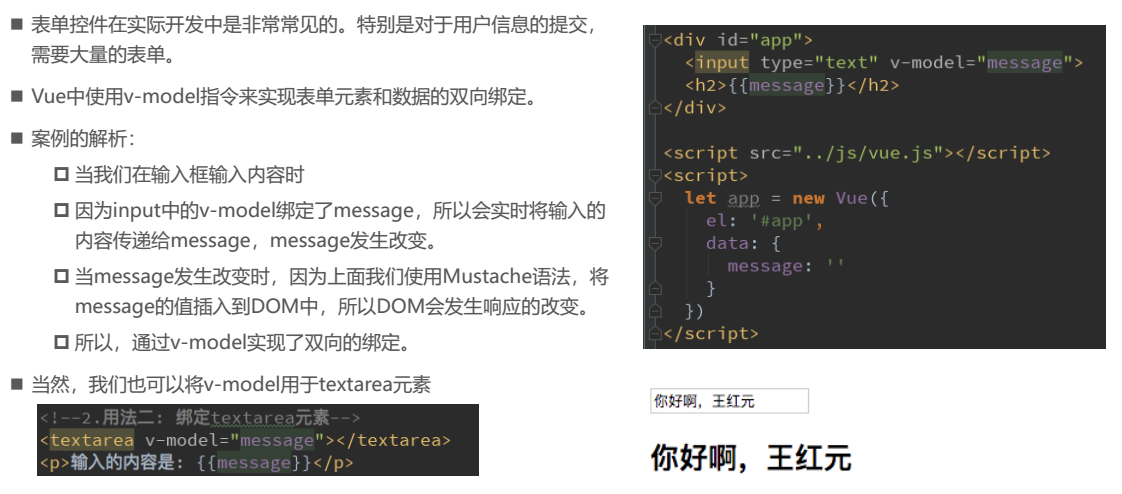 ■ 表单控件在实际开发中是非常常见的。特别是对于用户信息的提交，
需要大量的表单。
■ Vue中使用v-model指令来实现表单元素和数据的双向绑定。
■ 案例的解析：
当我们在输入框输入内容时
因为input中的v-model绑定了message，所以会实时将输入的
内容传递给message，message发生改变。
当message发生改变时，因为上面我们使用Mustache语法，将
message的值插入到DOM中，所以DOM会发生响应的改变。
所以，通过v-model实现了双向的绑定。
■ 当然，我们也可以将v-model用于textarea元素
<!--2.用法二: 绑定textarea元素-->
<textarea v-model="message"></textarea>
<p>输入的内容是: {{message}}</p>
<div id="app">
<input type="text" v-model="message">
<h2>{{message}}</h2>
</div>
<script src="../js/vue.js"></script>
<script>
let app = new Vue({
el: '#app',
data: {
message: ''
}
})
</script>
你好啊，王红元
你好啊，王红元